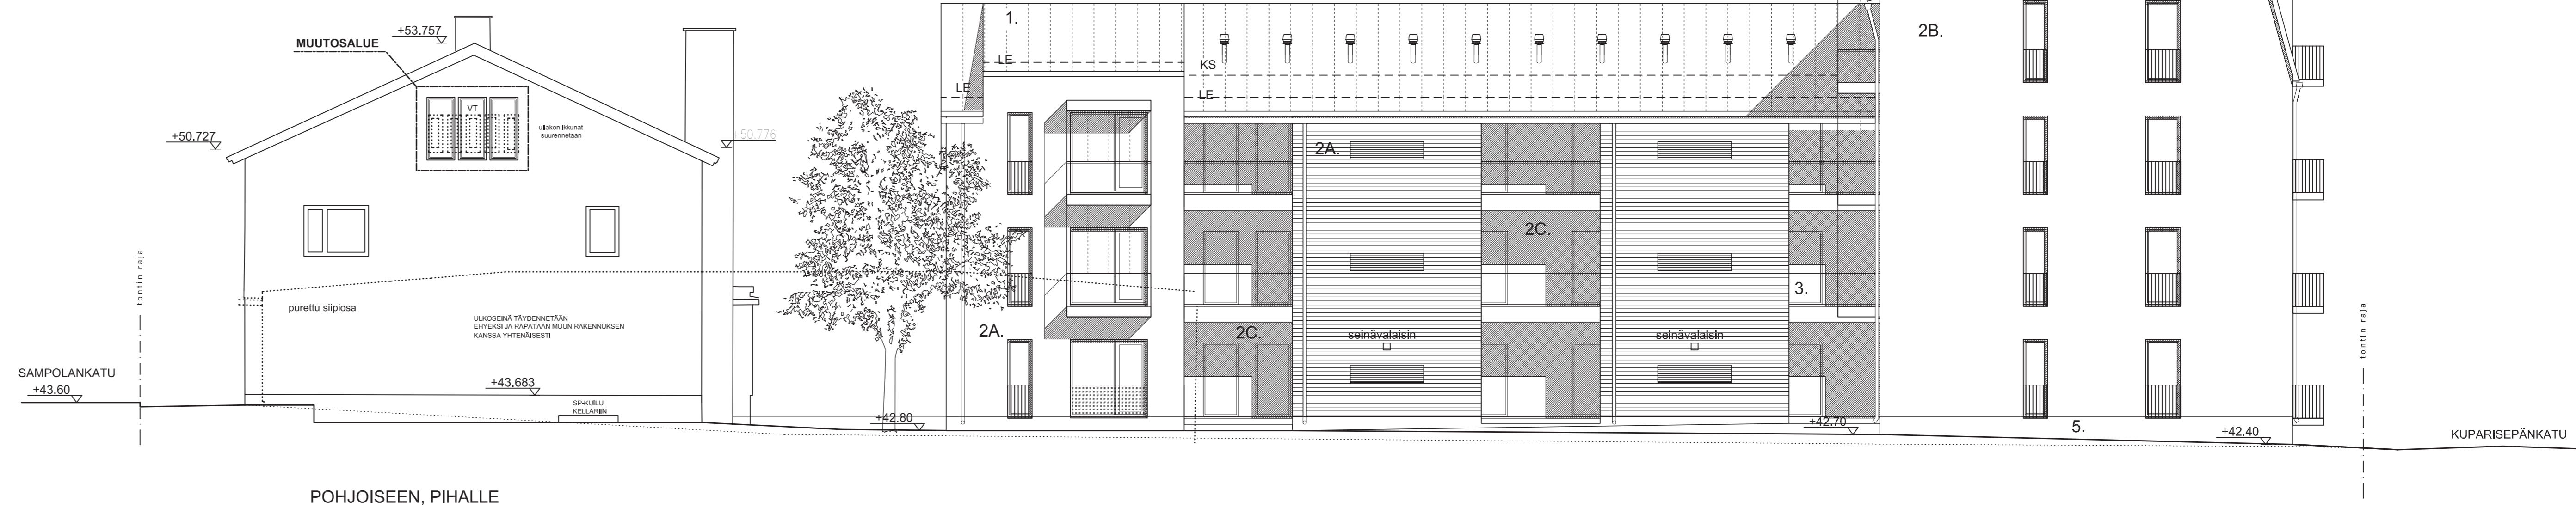 MUUTOSALUE
+53.757
+50.727
VT
ullakon ikkunat
suurennetaan
+50.776
tontin raja
purettu siipiosa
ULKOSEINÄ TÄYDENNETÄÄN
EHYEKSI JA RAPATAAN MUUN RAKENNUKSEN
KANSSA YHTENÄISESTI
SAMPOLANKATU
+43.60
+43.683
SP-KUILU
KELLARIIN
+42.80
1.
LE
LE
KS
LE
2A.
2A.
2C.
2C.
seinävalaisin
seinävalaisin
3.
2B.
+42.70
5.
+42.40
tontin raja
KUPARISEPÄNKATU
POHJOISEEN, PIHALLE